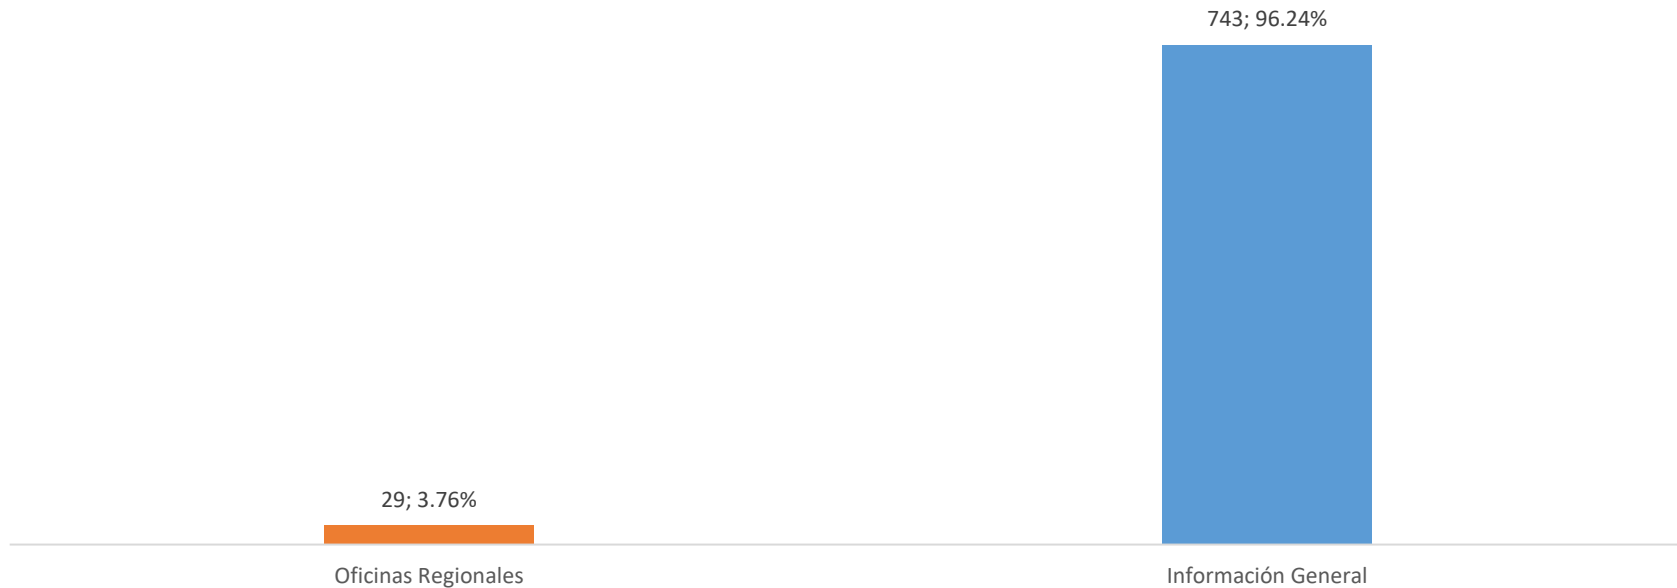 743; 96.24%
29; 3.76%
Oficinas Regionales
Información General